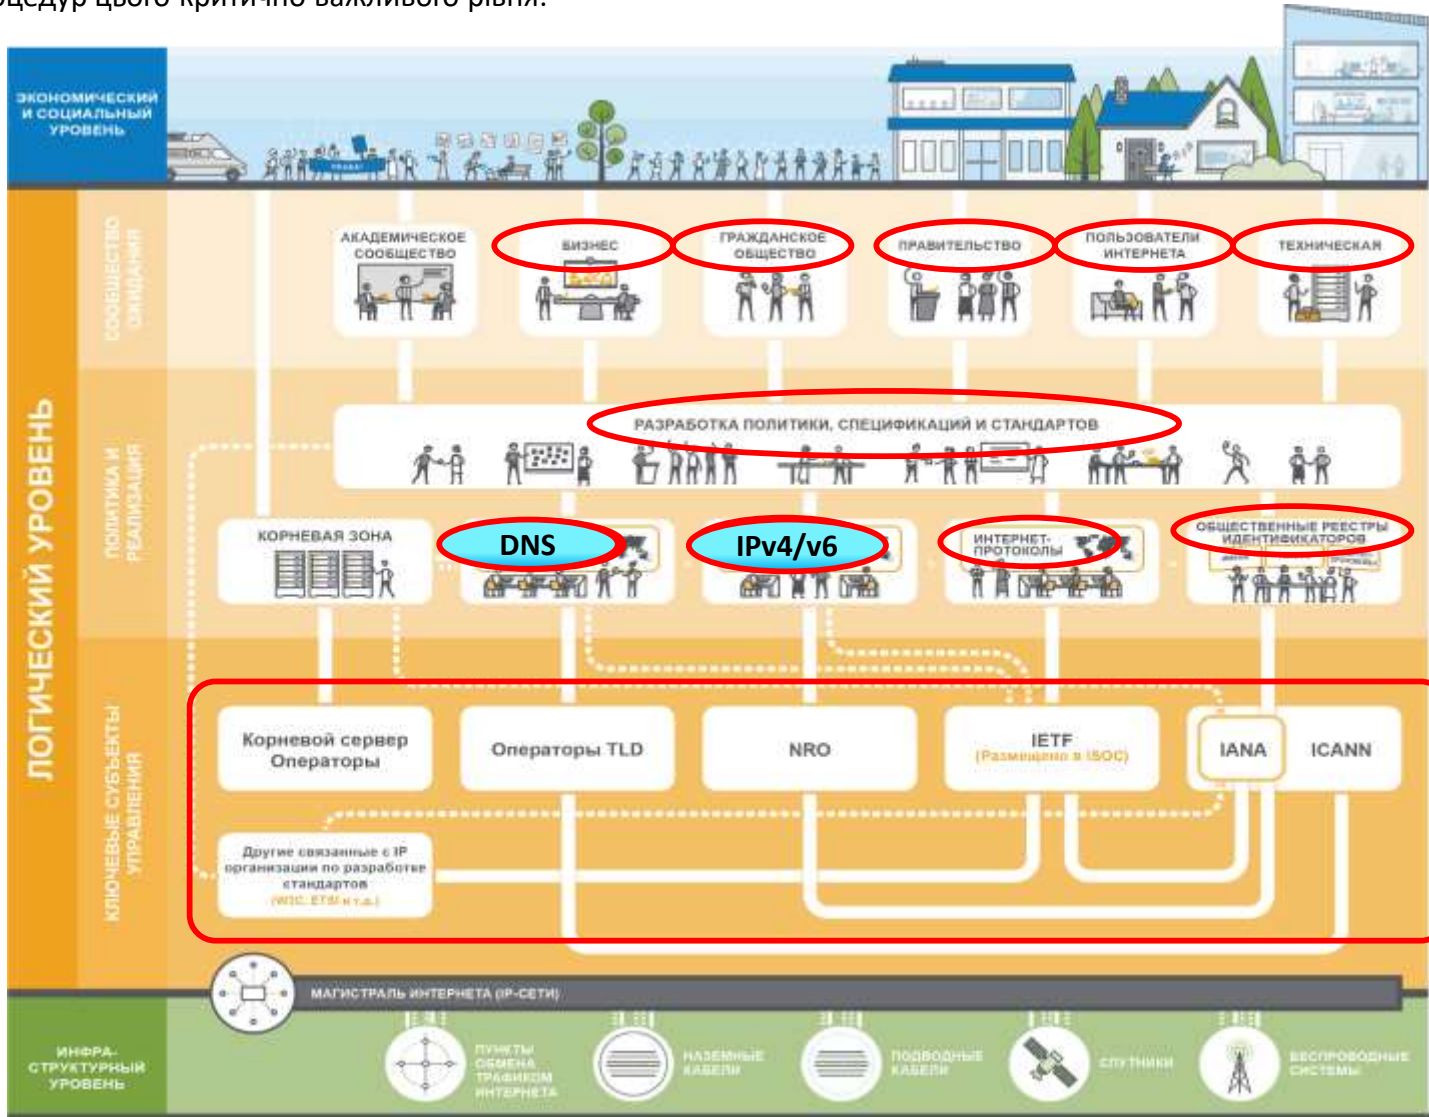 цього критично важливого рівня.
ЭКОНОМИЧЕСКИЙ
И СОЦИАЛЬНЫЙ
УРОВЕНЬ
ЛОГИЧЕСКИЙ УРОВЕНЬ
СООБЩЕСТВО
ОЖИДАНИЯ
АКАДЕМИЧЕСКОЕ
СООБЩЕСТВО
БИЗНЕС
ГРАЖДАНСКОЕ
ОБЩЕСТВО
ПРАВИТЕЛЬСТВО
ПОЛЬЗОВАТЕЛИ
ИНТЕРНЕТА
ТЕХНИЧЕСКАЯ
ПОЛИТИКА И
РЕАЛИЗАЦИЯ
РАЗРАБОТКА ПОЛИТИКИ, СПЕЦИФИКАЦИЙ И СТАНДАРТОВ
КОРНЕВАЯ ЗОНА
DNS
IPv4/v6
ИНТЕРНЕТ-
ПРОТОКОЛЫ
ОБЩЕСТВЕННЫЕ РЕЕСТРЫ
ИДЕНТИФИКАТОРОВ
КЛЮЧЕВЫЕ СУБЪЕКТЫ
УПРАВЛЕНИЯ
Корневой сервер
Операторы
Операторы TLD
NRO
IETF
(Размещено в ISOC)
IANA
ICANN
Другие связанные с IP
организации по разработке
стандартов
(W3C, ETSI и т.д.)
МАГИСТРАЛЬ ИНТЕРНЕТА (IP-СЕТИ)
ИНФРА-
СТРУКТУРНЫЙ
УРОВЕНЬ
ПУНКТЫ
ОБМЕНА
ТРАФИКОМ
ИНТЕРНЕТА
НАЗЕМНЫЕ
КАБЕЛИ
ПОДВОДНЫЕ
КАБЕЛИ
СПУТНИКИ
БЕСПРОВОДНЫЕ
СИСТЕМЫ